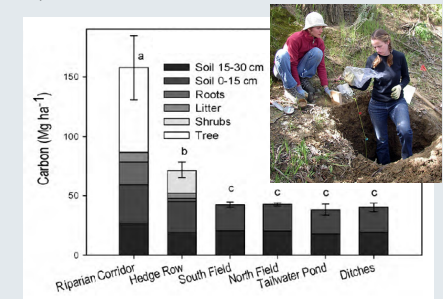 Carbon (Mg ha⁻¹)
150
100
50
0
Soil 15-30 cm
Soil 0-15 cm
Roots
Litter
Shrubs
Tree
a
b
c
c
c
c
Riparian Corridor
Hedge Row
South Field
North Field
Tailwater Pond
Ditches